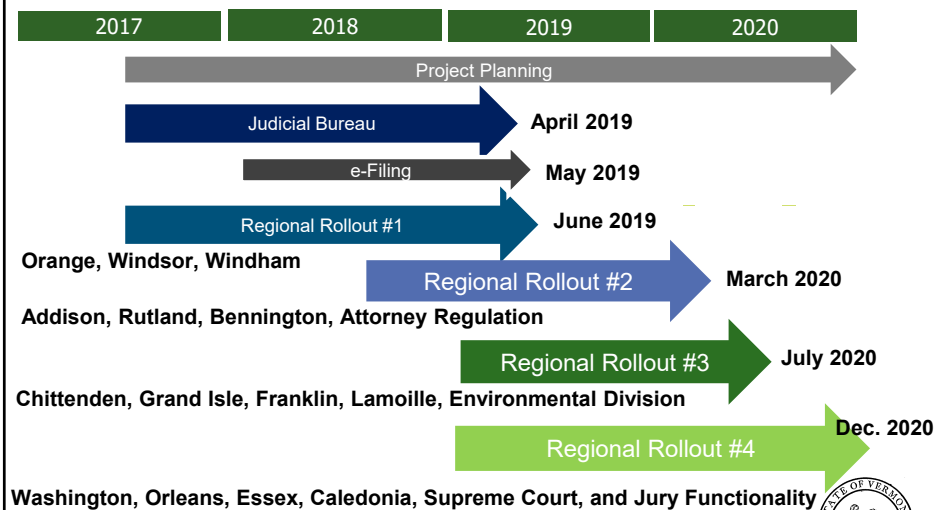 2017 2018 2019 2020
Project Planning
Judicial Bureau April 2019
e-Filing May 2019
Regional Rollout #1 June 2019
Orange, Windsor, Windham
Regional Rollout #2 March 2020
Addison, Rutland, Bennington, Attorney Regulation
Regional Rollout #3 July 2020
Chittenden, Grand Isle, Franklin, Lamoille, Environmental Division
Dec. 2020
Regional Rollout #4
Washington, Orleans, Essex, Caledonia, Supreme Court, and Jury Functionality